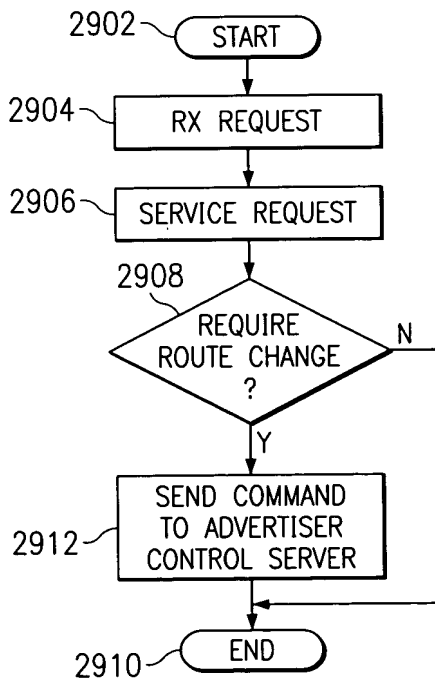 2902
START
2904
RX REQUEST
2906
SERVICE REQUEST
2908
REQUIRE
ROUTE CHANGE
?
N
Y
2912
SEND COMMAND
TO ADVERTISER
CONTROL SERVER
2910
END